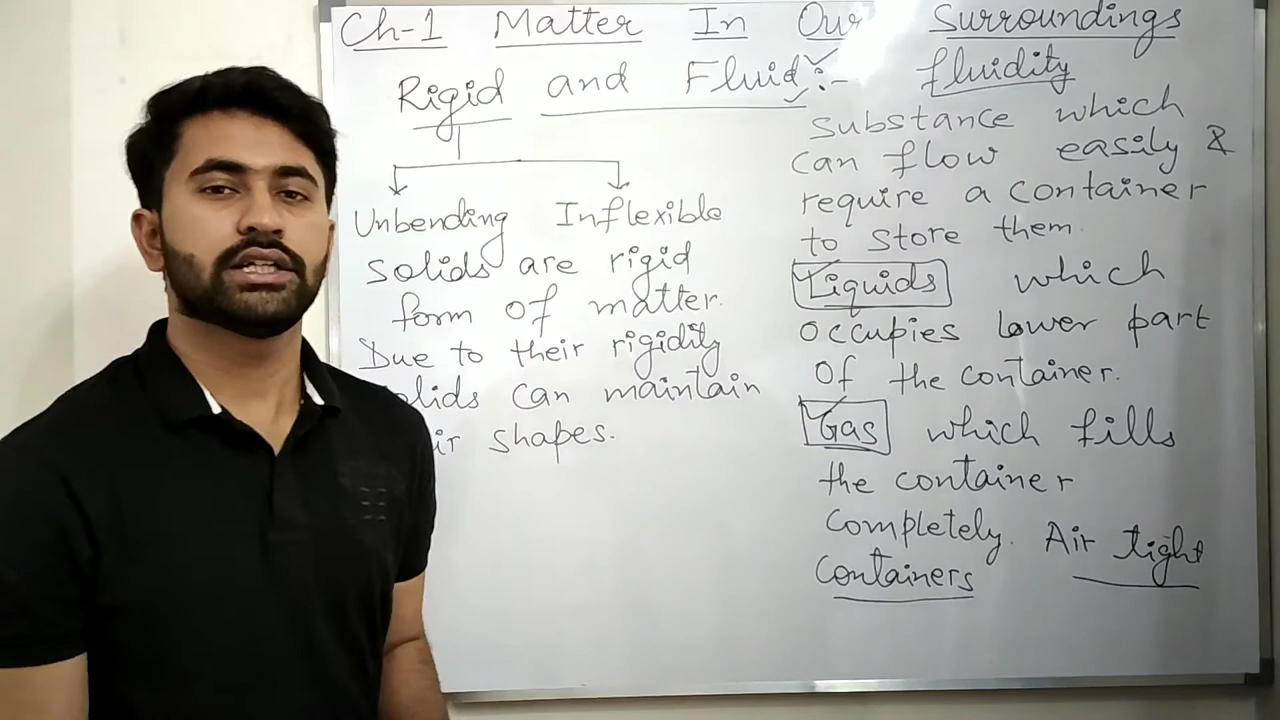 Ch-1 Matter In Our Surroundings
Rigid and Fluid :-
Unbending Inflexible
solids are rigid
form of matter.
Due to their rigidity
olids can maintain
ir shapes.
fluidity
substance which
can flow easily &
require a container
to store them.
Liquids which
occupies lower part
of the container.
Gas which fills
the container
completely. Air tight
containers